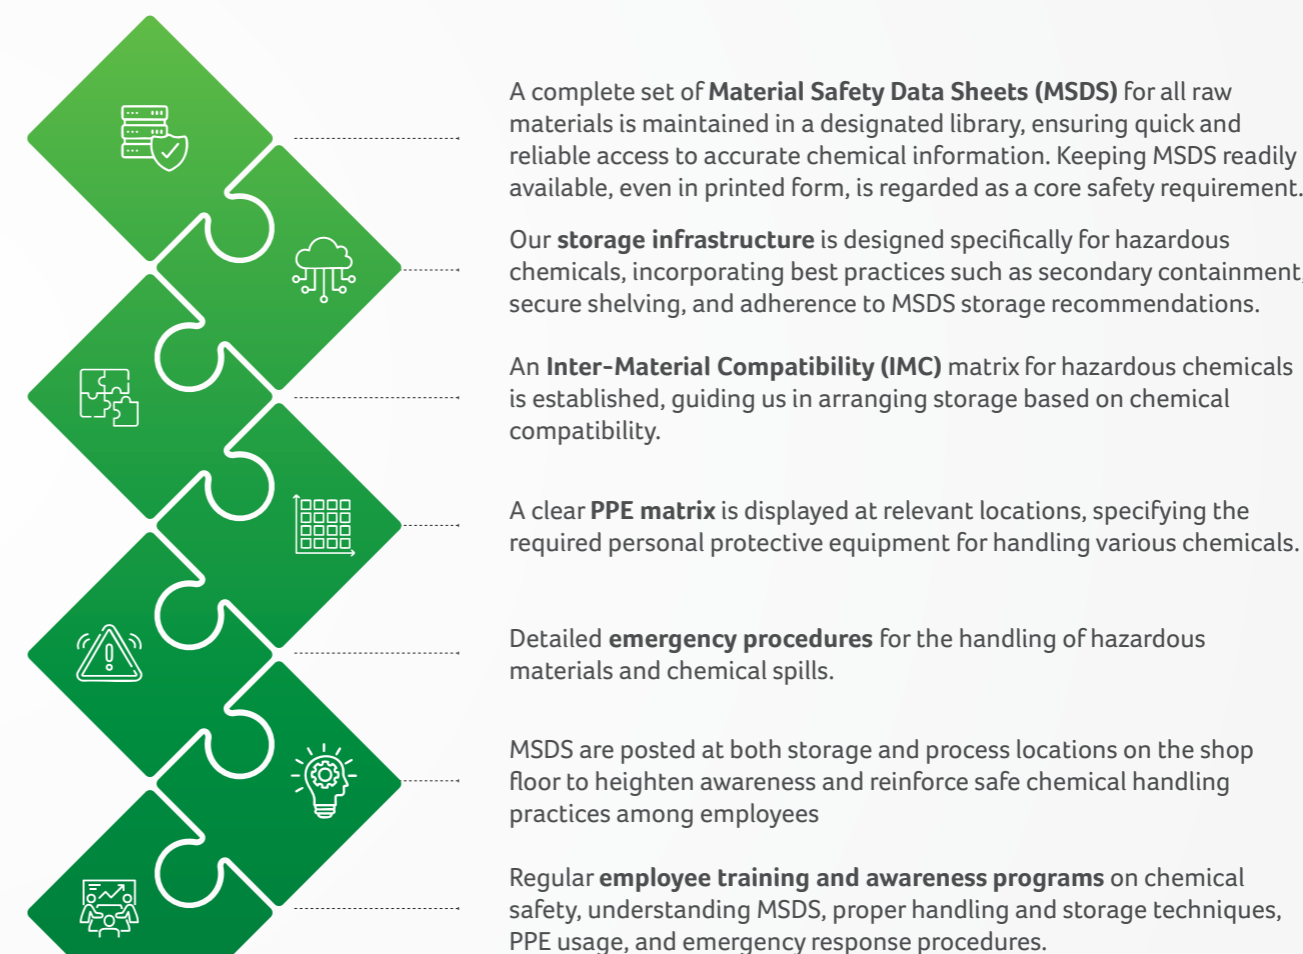 A complete set of Material Safety Data Sheets (MSDS) for all raw
materials is maintained in a designated library, ensuring quick and
reliable access to accurate chemical information. Keeping MSDS readily
available, even in printed form, is regarded as a core safety requirement.
Our storage infrastructure is designed specifically for hazardous
chemicals, incorporating best practices such as secondary containment,
secure shelving, and adherence to MSDS storage recommendations.
An Inter-Material Compatibility (IMC) matrix for hazardous chemicals
is established, guiding us in arranging storage based on chemical
compatibility.
A clear PPE matrix is displayed at relevant locations, specifying the
required personal protective equipment for handling various chemicals.
Detailed emergency procedures for the handling of hazardous
materials and chemical spills.
MSDS are posted at both storage and process locations on the shop
floor to heighten awareness and reinforce safe chemical handling
practices among employees
Regular employee training and awareness programs on chemical
safety, understanding MSDS, proper handling and storage techniques,
PPE usage, and emergency response procedures.